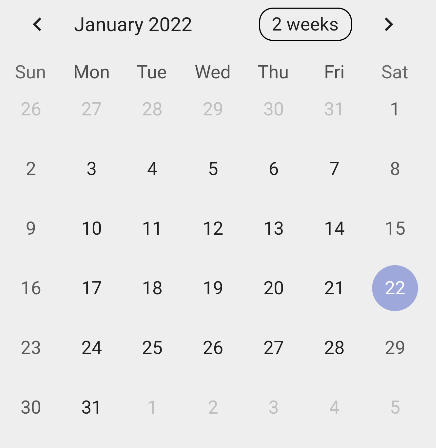 January 2022 2 weeks
Sun Mon Tue Wed Thu Fri Sat
26 27 28 29 30 31 1
2 3 4 5 6 7 8
9 10 11 12 13 14 15
16 17 18 19 20 21 22
23 24 25 26 27 28 29
30 31 1 2 3 4 5